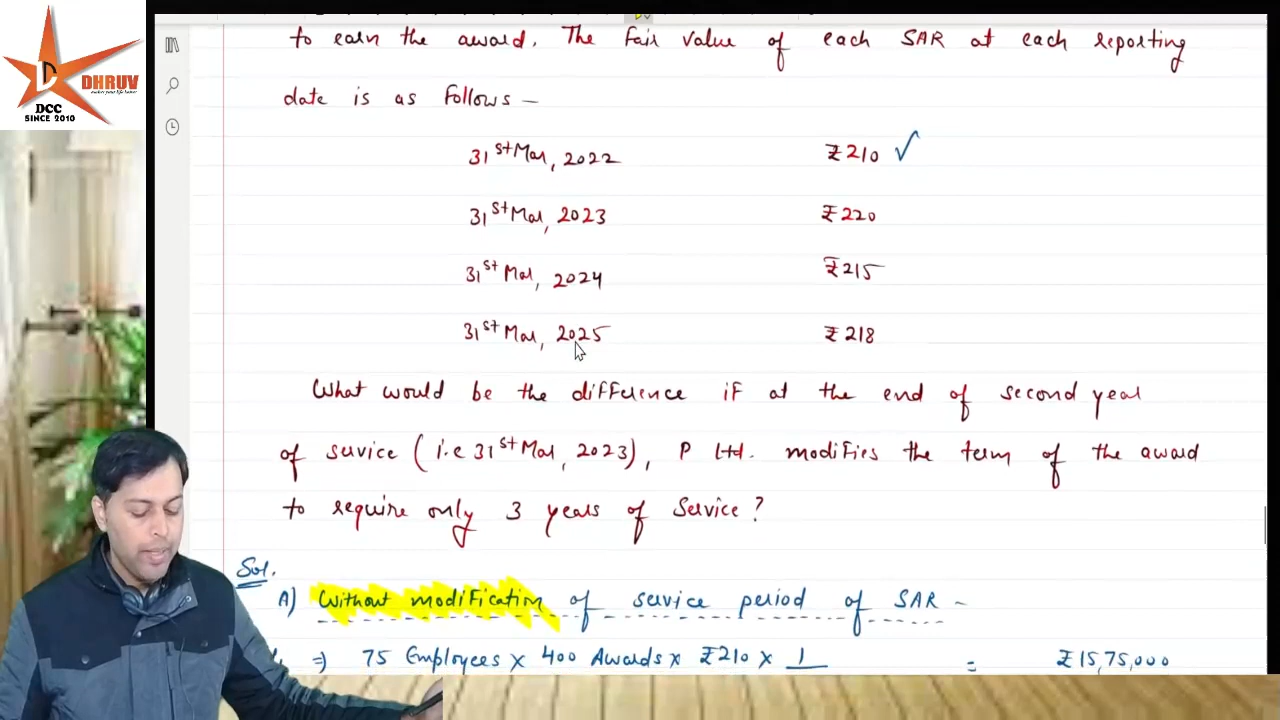 DHRUV
DCC
SINCE 2010
to earn the award. The Fair value of each SAR at each reporting
date is as Follows -
31st Mar, 2022 ₹210 ✓
31st Mar, 2023 ₹220
31st Mar, 2024 ₹215
31st Mar, 2025 ₹218
What would be the difference if at the end of second year
of service (i.e 31st Mar, 2023), P Ltd. modifies the term of the award
to require only 3 years of Service?
Sol.
A) Without modification of service period of SAR -
⇒ 75 Employees × 400 Awards × ₹210 × 1 = ₹15,75,000